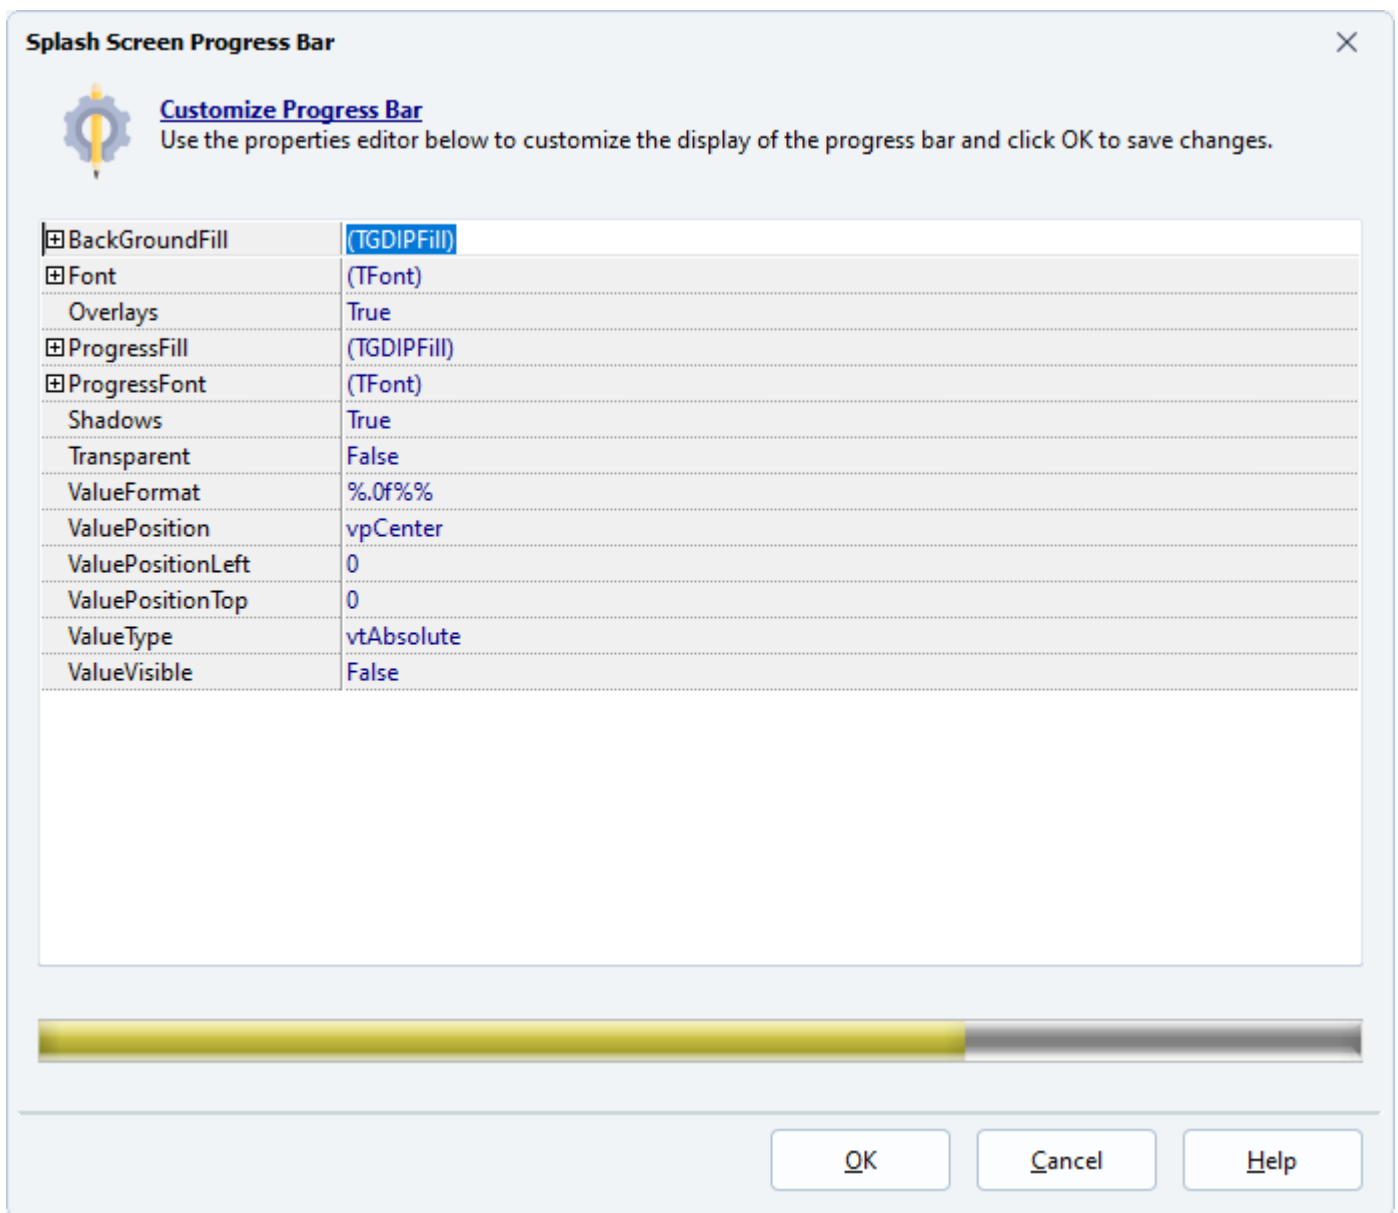 Splash Screen Progress Bar
Customize Progress Bar
Use the properties editor below to customize the display of the progress bar and click OK to save changes.
BackGroundFill (TGDIPFill)
Font (TFont)
Overlays True
ProgressFill (TGDIPFill)
ProgressFont (TFont)
Shadows True
Transparent False
ValueFormat %.0f%%
ValuePosition vpCenter
ValuePositionLeft 0
ValuePositionTop 0
ValueType vtAbsolute
ValueVisible False
OK Cancel Help